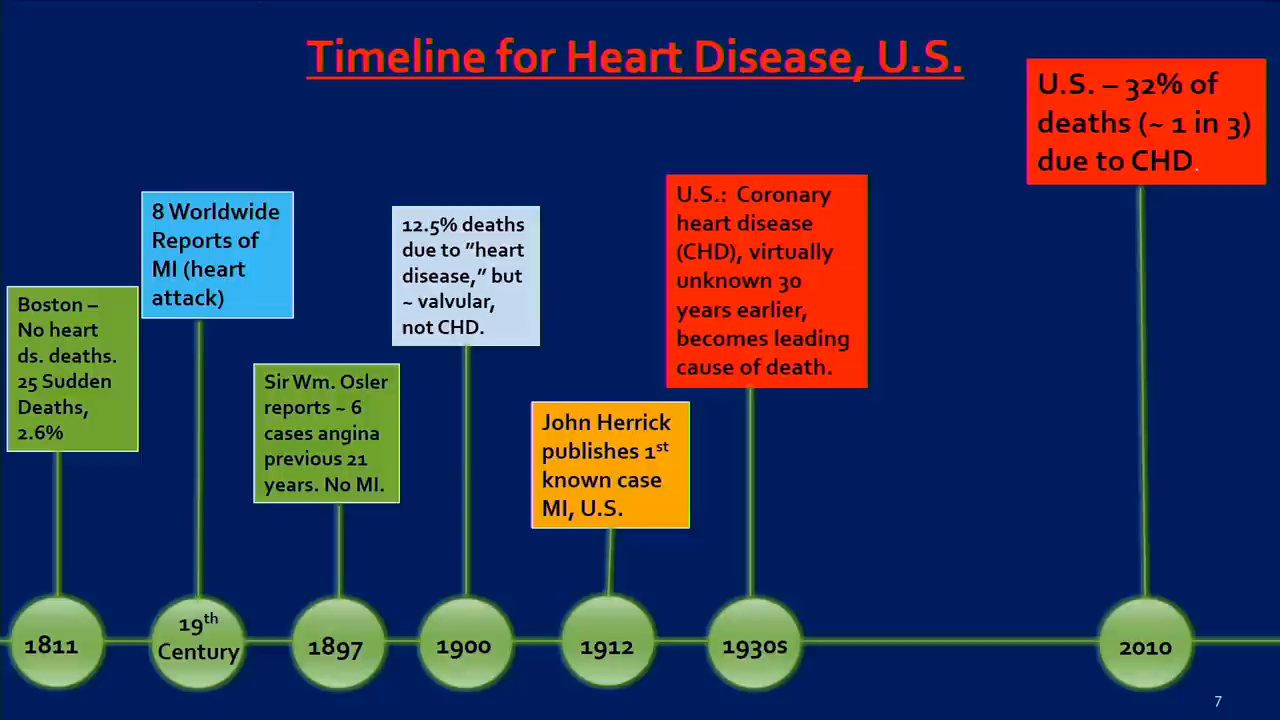 Timeline for Heart Disease, U.S.
Boston –
No heart
ds. deaths.
25 Sudden
Deaths,
2.6%
8 Worldwide
Reports of
MI (heart
attack)
Sir Wm. Osler
reports ~ 6
cases angina
previous 21
years. No MI.
12.5% deaths
due to "heart
disease," but
~ valvular,
not CHD.
John Herrick
publishes 1st
known case
MI, U.S.
U.S.: Coronary
heart disease
(CHD), virtually
unknown 30
years earlier,
becomes leading
cause of death.
U.S. – 32% of
deaths (~ 1 in 3)
due to CHD.
1811
19th
Century
1897
1900
1912
1930s
2010
7